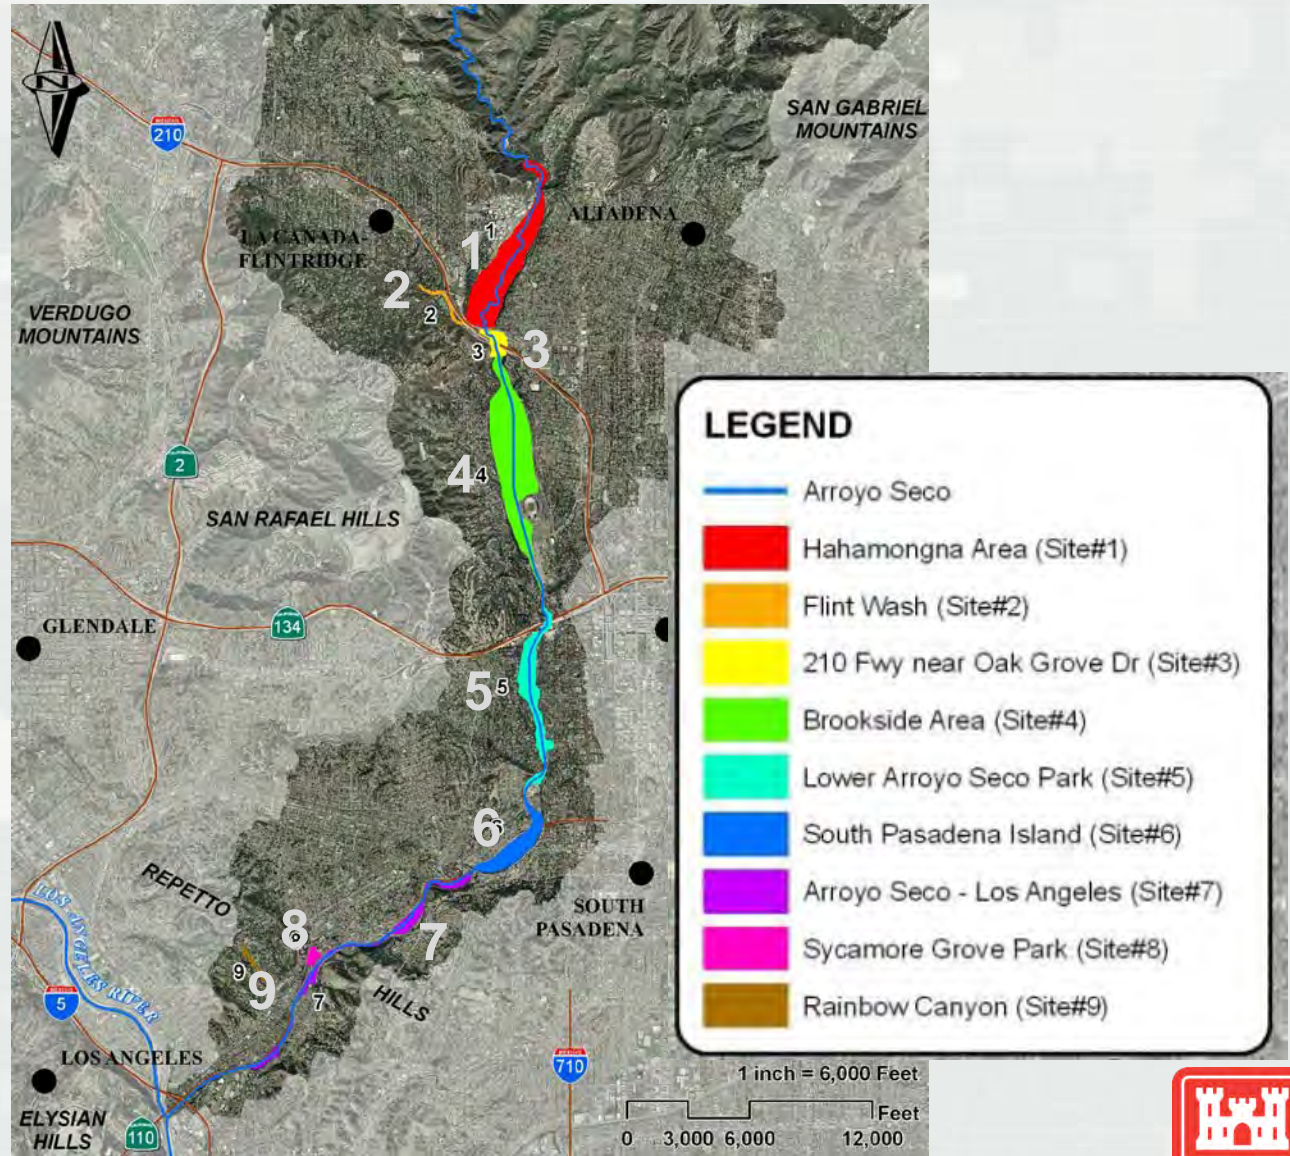 N
210
SAN GABRIEL
MOUNTAINS
ALTADENA
LA CANADA-
FLINTRIDGE
1
1
2
2
VERDUGO
MOUNTAINS
3
3
2
4
4
SAN RAFAEL HILLS
GLENDALE
134
5
5
6
REPETTO
LOS ANGELES RIVER
SOUTH
PASADENA
8
7
9
9
7
HILLS
5
LOS ANGELES
710
ELYSIAN
HILLS
110
LEGEND
Arroyo Seco
Hahamongna Area (Site#1)
Flint Wash (Site#2)
210 Fwy near Oak Grove Dr (Site#3)
Brookside Area (Site#4)
Lower Arroyo Seco Park (Site#5)
South Pasadena Island (Site#6)
Arroyo Seco - Los Angeles (Site#7)
Sycamore Grove Park (Site#8)
Rainbow Canyon (Site#9)
1 inch = 6,000 Feet
Feet
0 3,000 6,000 12,000